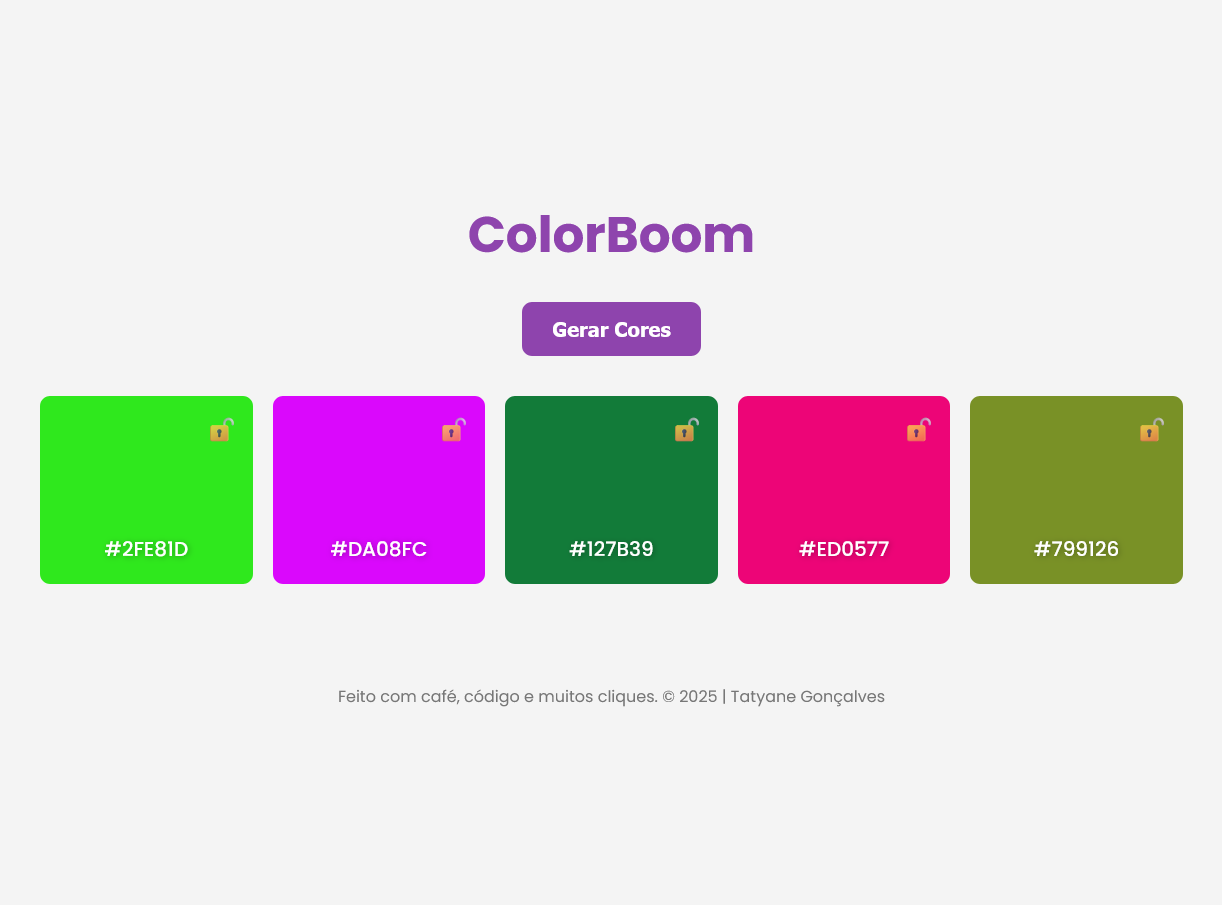 ColorBoom
Gerar Cores
#2FE81D
#DA08FC
#127B39
#ED0577
#799126
Feito com café, código e muitos cliques. © 2025 | Tatyane Gonçalves